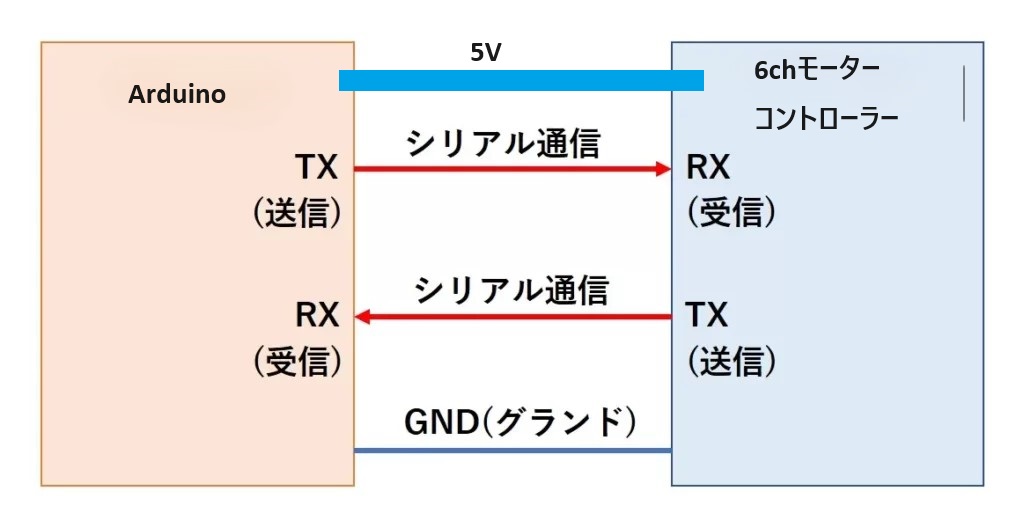 5V
Arduino
6chモーター
コントローラー
シリアル通信
TX
(送信)
RX
(受信)
シリアル通信
RX
(受信)
TX
(送信)
GND(グランド)